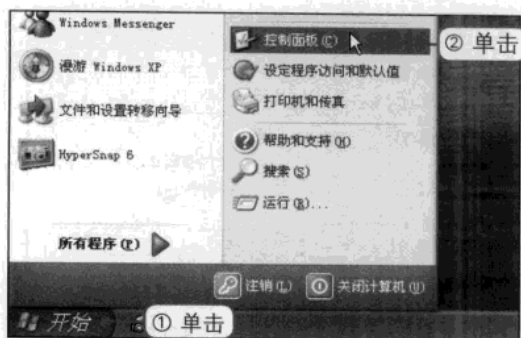 Windows Messenger
漫游 Windows XP
文件和设置转移向导
HyperSnap 6
所有程序(P)
控制面板(C)
② 单击
设定程序访问和默认值
打印机和传真
帮助和支持(H)
搜索(S)
运行(R)...
注销(L) 关闭计算机(U)
开始 ① 单击